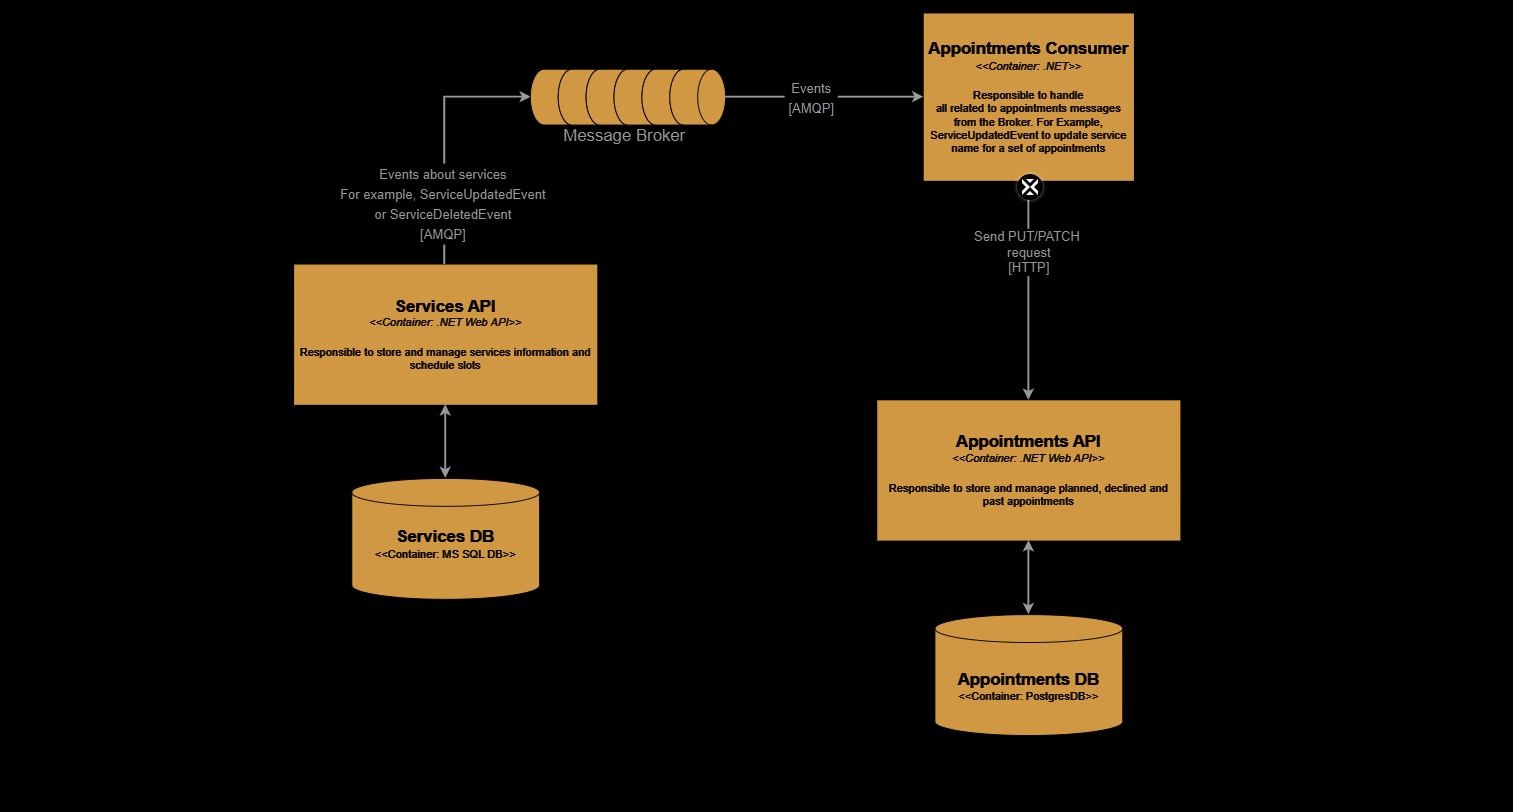 Appointments Consumer
<<Container: .NET>>
Responsible to handle
all related to appointments messages
from the Broker. For Example,
ServiceUpdatedEvent to update service
name for a set of appointments
Events
[AMQP]
Message Broker
Events about services
For example, ServiceUpdatedEvent
or ServiceDeletedEvent
[AMQP]
Send PUT/PATCH
request
[HTTP]
Services API
<<Container: .NET Web API>>
Responsible to store and manage services information and
schedule slots
Appointments API
<<Container: .NET Web API>>
Responsible to store and manage planned, declined and
past appointments
Services DB
<<Container: MS SQL DB>>
Appointments DB
<<Container: PostgresDB>>